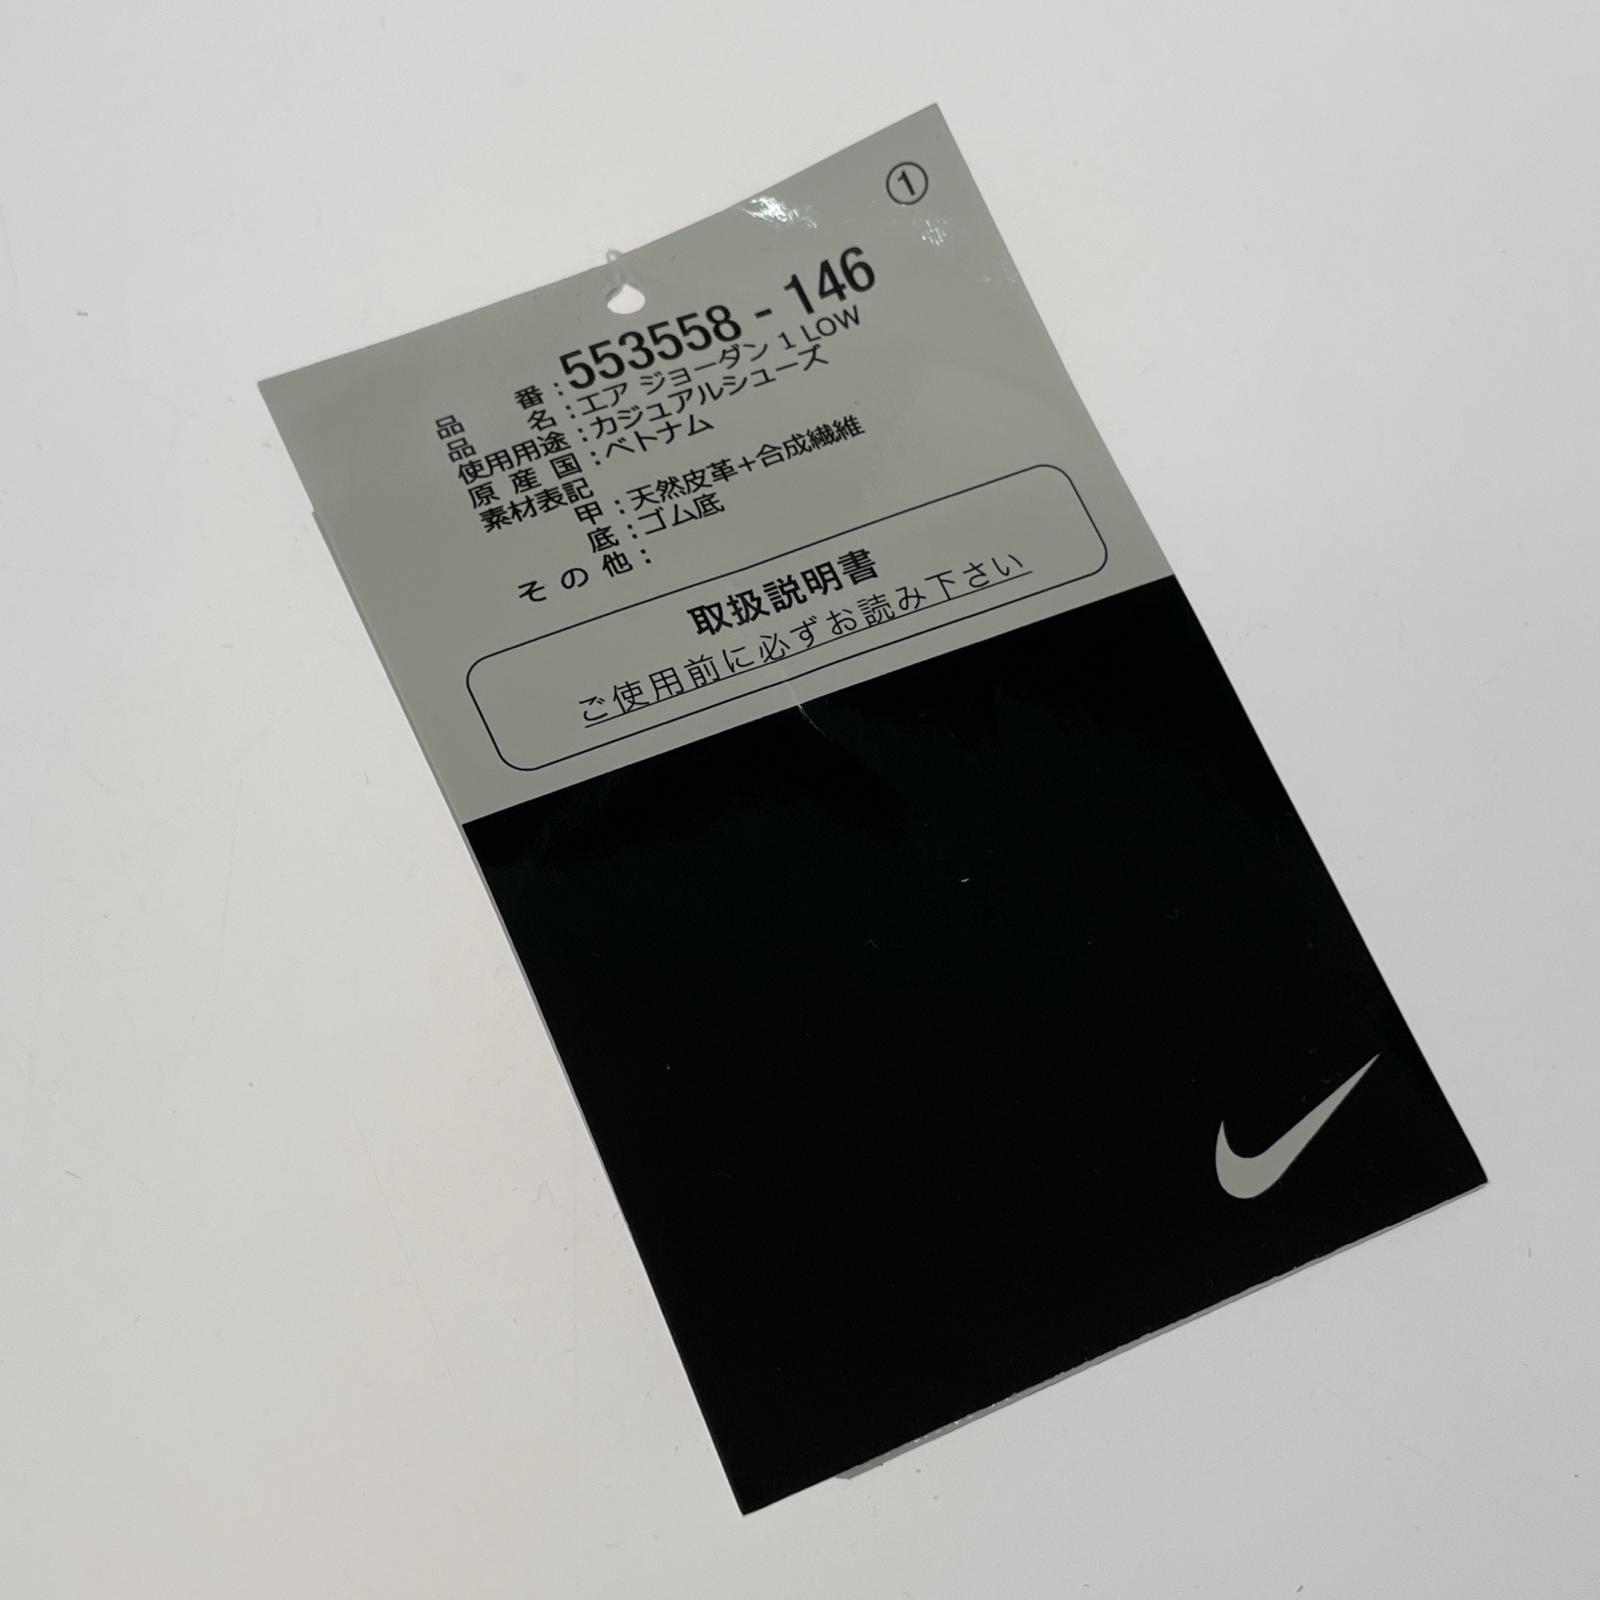 ①
品番:553558-146
品名:エア ジョーダン 1 LOW
使用用途:カジュアルシューズ
原産国:ベトナム
素材表記
甲:天然皮革+合成繊維
底:ゴム底
その他:
取扱説明書
ご使用前に必ずお読み下さい